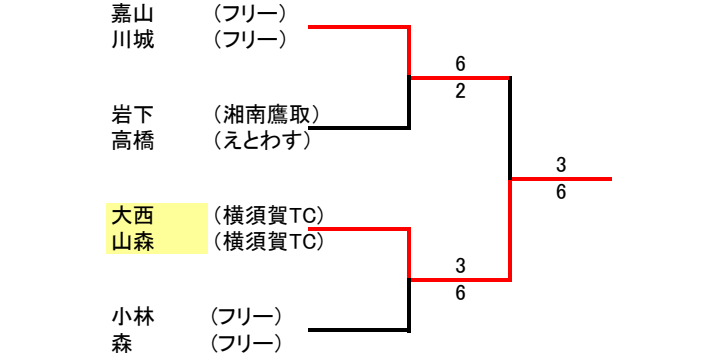 嘉山 (フリー)
川城 (フリー)
6
2
岩下 (湘南鷹取)
高橋 (えとわす)
3
6
大西 (横須賀TC)
山森 (横須賀TC)
3
6
小林 (フリー)
森 (フリー)